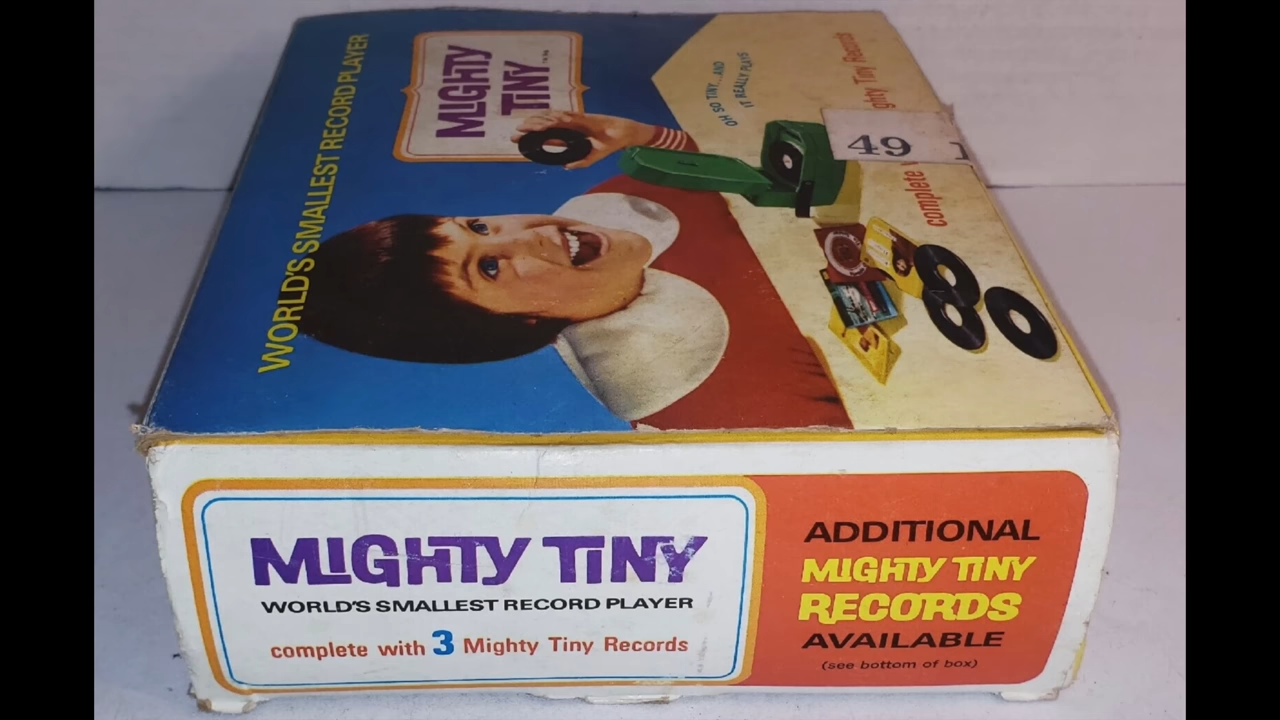 WORLD'S SMALLEST RECORD PLAYER
MIGHTY
TINY
OH SO TINY...AND
IT REALLY PLAYS
complete
ghty Tiny Records
49
MIGHTY TINY
WORLD'S SMALLEST RECORD PLAYER
complete with 3 Mighty Tiny Records
ADDITIONAL
MIGHTY TINY
RECORDS
AVAILABLE
(see bottom of box)